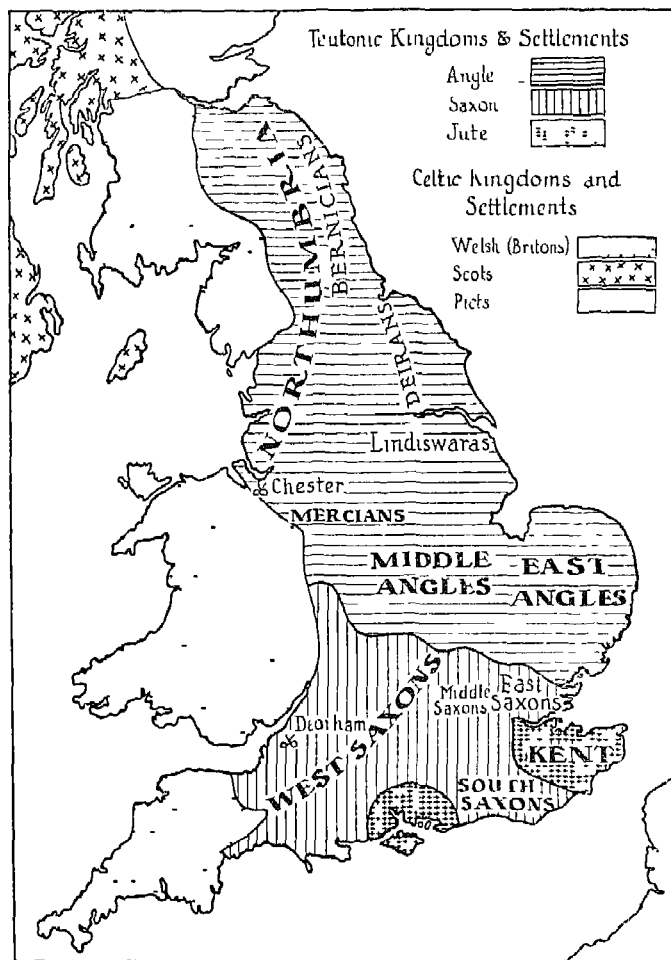 Teutonic Kingdoms & Settlements
Angle
Saxon
Jute
Celtic Kingdoms and
Settlements
Welsh (Britons)
Scots
Picts
NORTHUMBRIA
BERNICIANS
DEIRANS
Lindiswaras
Chester
MERCIANS
MIDDLE
ANGLES
EAST
ANGLES
WEST SAXONS
Middle
Saxons
East
Saxons
Deorham
KENT
SOUTH
SAXONS